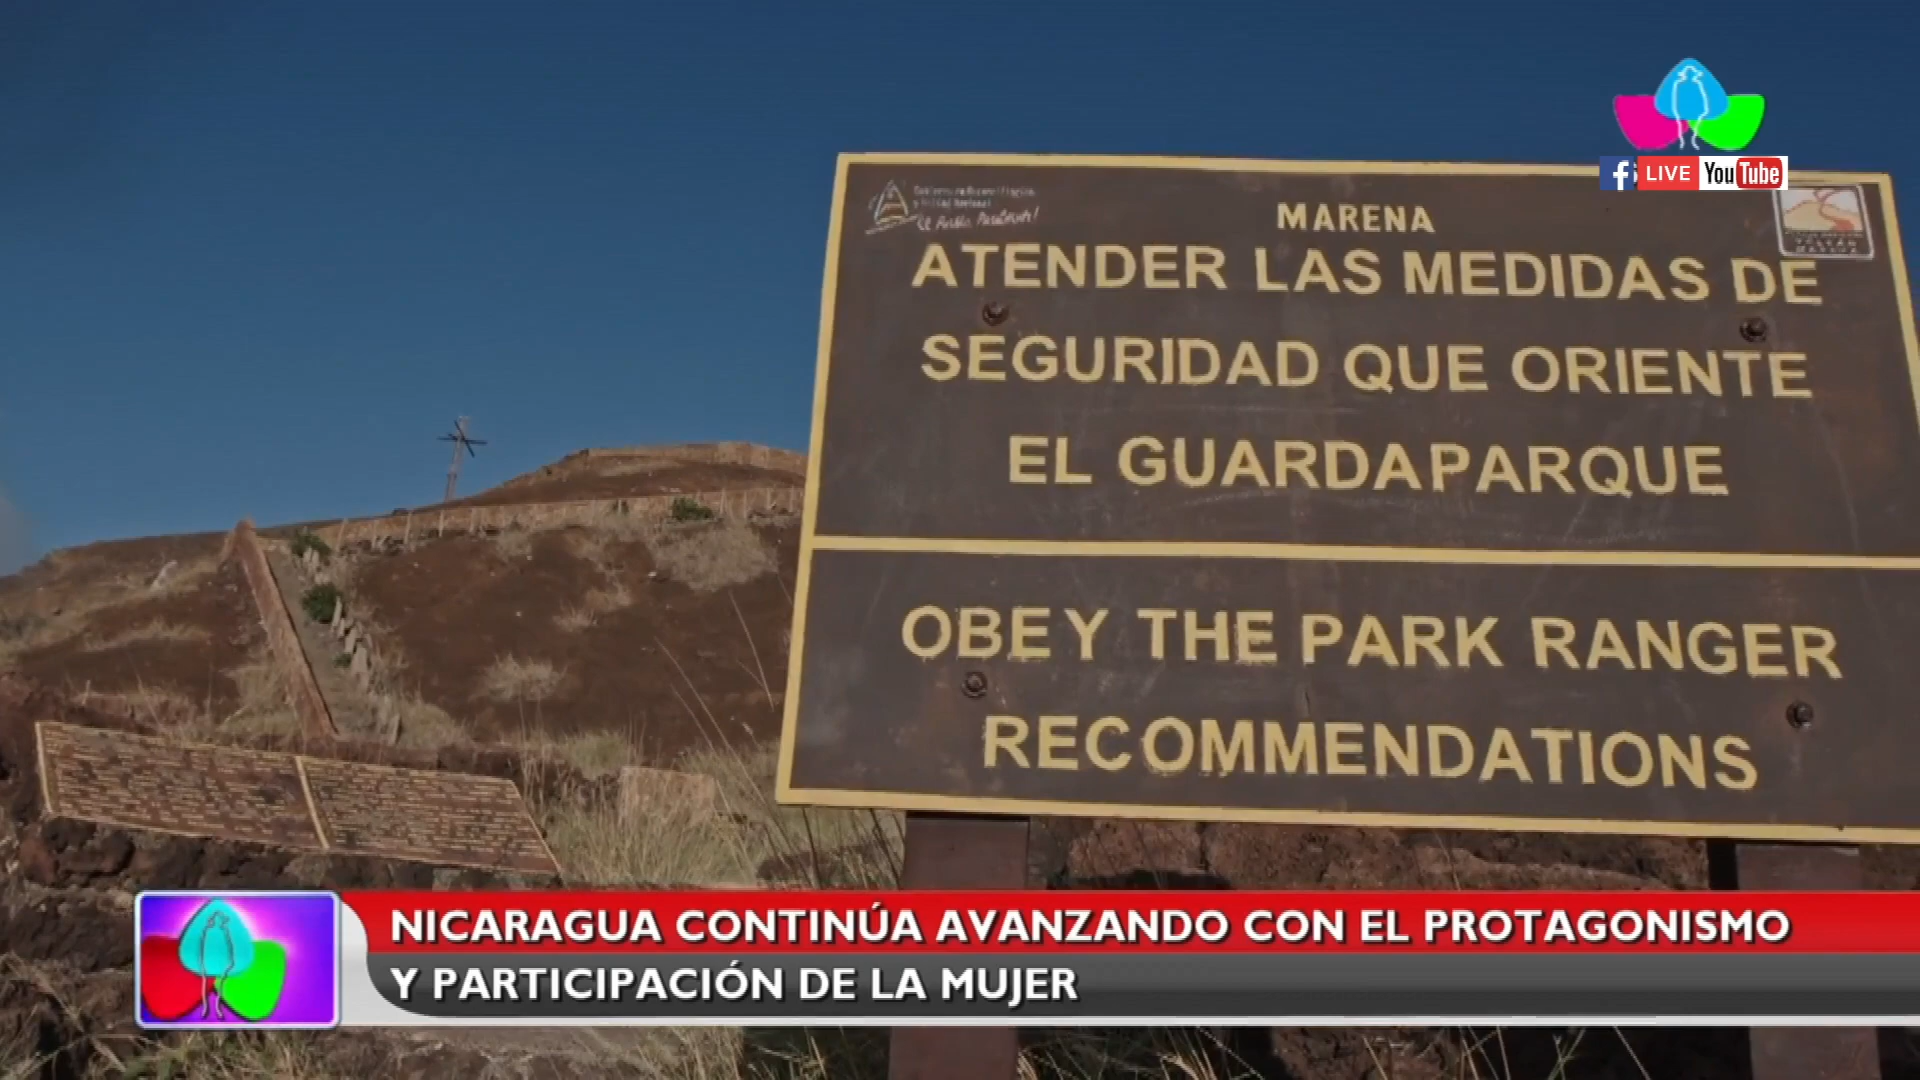 f LIVE YouTube
MARENA
ATENDER LAS MEDIDAS DE
SEGURIDAD QUE ORIENTE
EL GUARDAPARQUE
OBEY THE PARK RANGER
RECOMMENDATIONS
NICARAGUA CONTINÚA AVANZANDO CON EL PROTAGONISMO
Y PARTICIPACIÓN DE LA MUJER